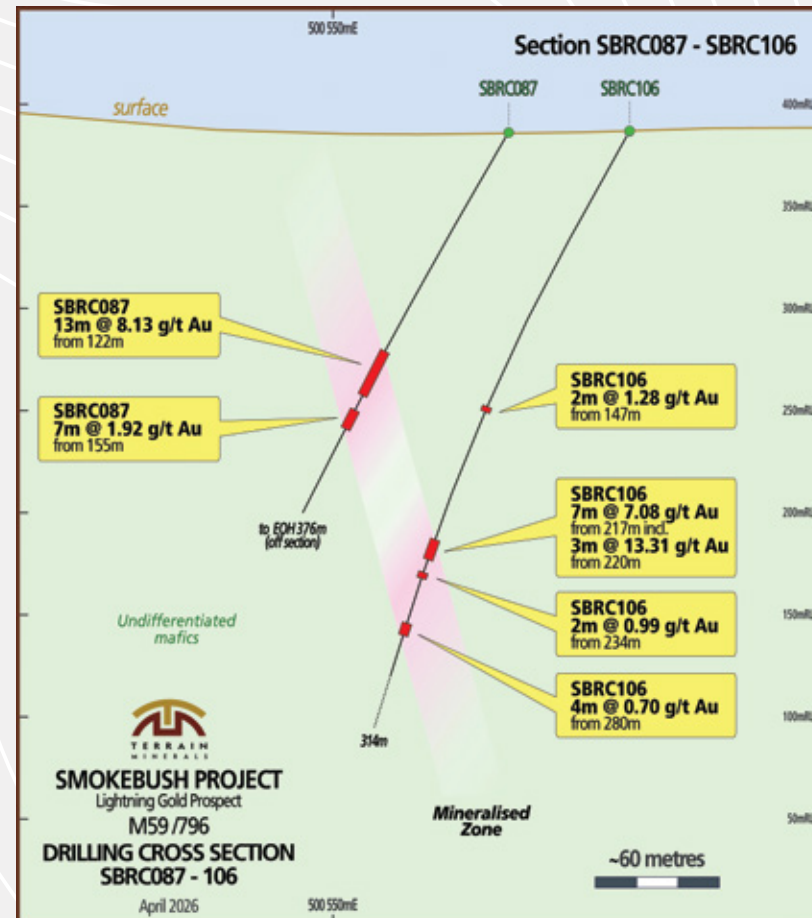 500 550mE
Section SBRC087 - SBRC106
SBRC087
SBRC106
surface
400mRL
350mRL
300mRL
250mRL
200mRL
150mRL
100mRL
50mRL
SBRC087
13m @ 8.13 g/t Au
from 122m
SBRC087
7m @ 1.92 g/t Au
from 155m
SBRC106
2m @ 1.28 g/t Au
from 147m
SBRC106
7m @ 7.08 g/t Au
from 217m incl.
3m @ 13.31 g/t Au
from 220m
SBRC106
2m @ 0.99 g/t Au
from 234m
SBRC106
4m @ 0.70 g/t Au
from 280m
to EOH 376m
(off section)
Undifferentiated
mafics
314m
Mineralised
Zone
TERRAIN
MINERALS
SMOKEBUSH PROJECT
Lightning Gold Prospect
M59/796
DRILLING CROSS SECTION
SBRC087 - 106
April 2026
500 550mE
~60 metres